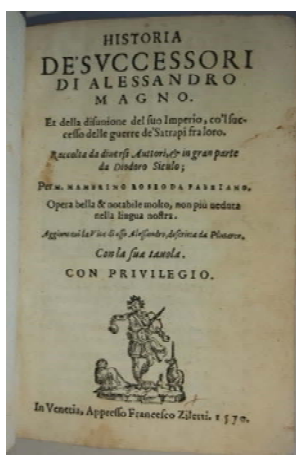 HISTORIA
DE'SVCCESSORI
DI ALESSANDRO
MAGNO.
Et della disunione del suo Imperio, co'l suc-
cesso delle guerre de'Satrapi fra loro.
Raccolta da diuersi Auttori, & in gran parte
da Diodoro Siculo;
Per M. MAMBRINO ROSEO DA FABRIANO,
Opera bella & notabile molto, non più ueduta
nella lingua nostra.
Aggiuntoui la Vita di esso Alessandro, descritta da Plutarco.
Con la sua tauola.
CON PRIVILEGIO.
In Venetia, Appresso Francesco Ziletti. 1570.